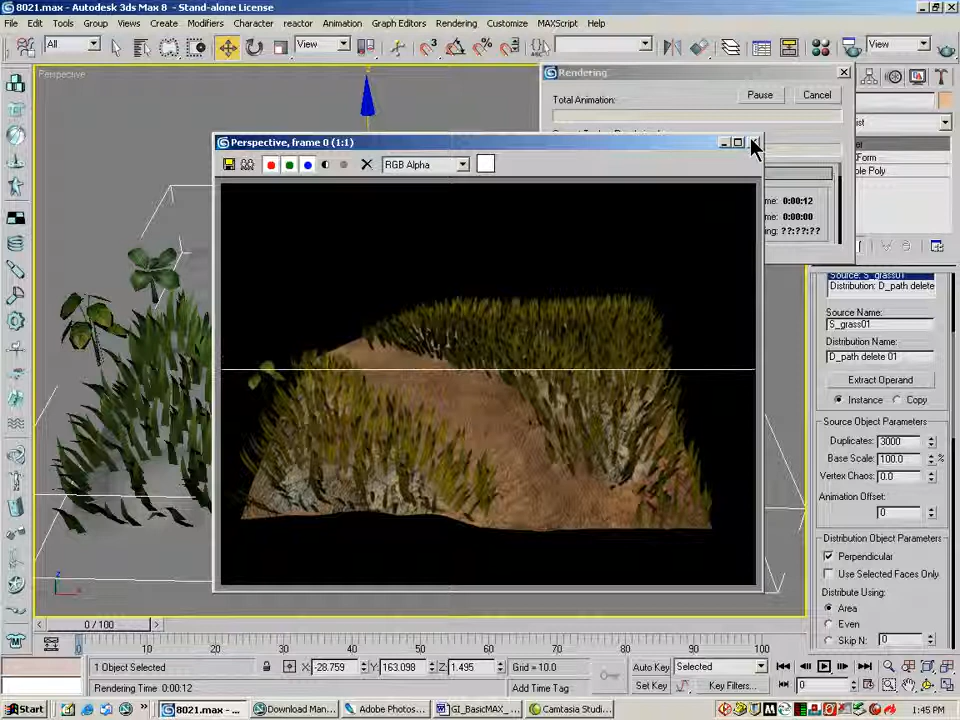 8021.max - Autodesk 3ds Max 8 - Stand-alone License
File Edit Tools Group Views Create Modifiers Character reactor Animation Graph Editors Rendering Customize MAXScript Help
All
View
View
Perspective
Rendering
Total Animation:
Pause
Cancel
Perspective, frame 0 (1:1)
RGB Alpha
0:00:12
0:00:00
??:??:??
Distribution: D_path delete
Source Name:
S_grass01
Distribution Name:
D_path delete 01
Extract Operand
Instance Copy
Source Object Parameters
Duplicates: 3000
Base Scale: 100.0 %
Vertex Chaos: 0.0
Animation Offset:
0
Distribution Object Parameters
Perpendicular
Use Selected Faces Only
Distribute Using:
Area
Even
Skip N: 0
0 / 100
10 20 30 40 50 60 70 80 90 100
1 Object Selected
X: -28.759 Y: 163.098 Z: 1.495
Grid = 10.0
Auto Key
Selected
Rendering Time 0:00:12
Add Time Tag
Set Key
Key Filters...
0
Start
8021.max - ...
Download Man...
Adobe Photos...
GI_BasicMAX_...
Camtasia Studi...
1:45 PM